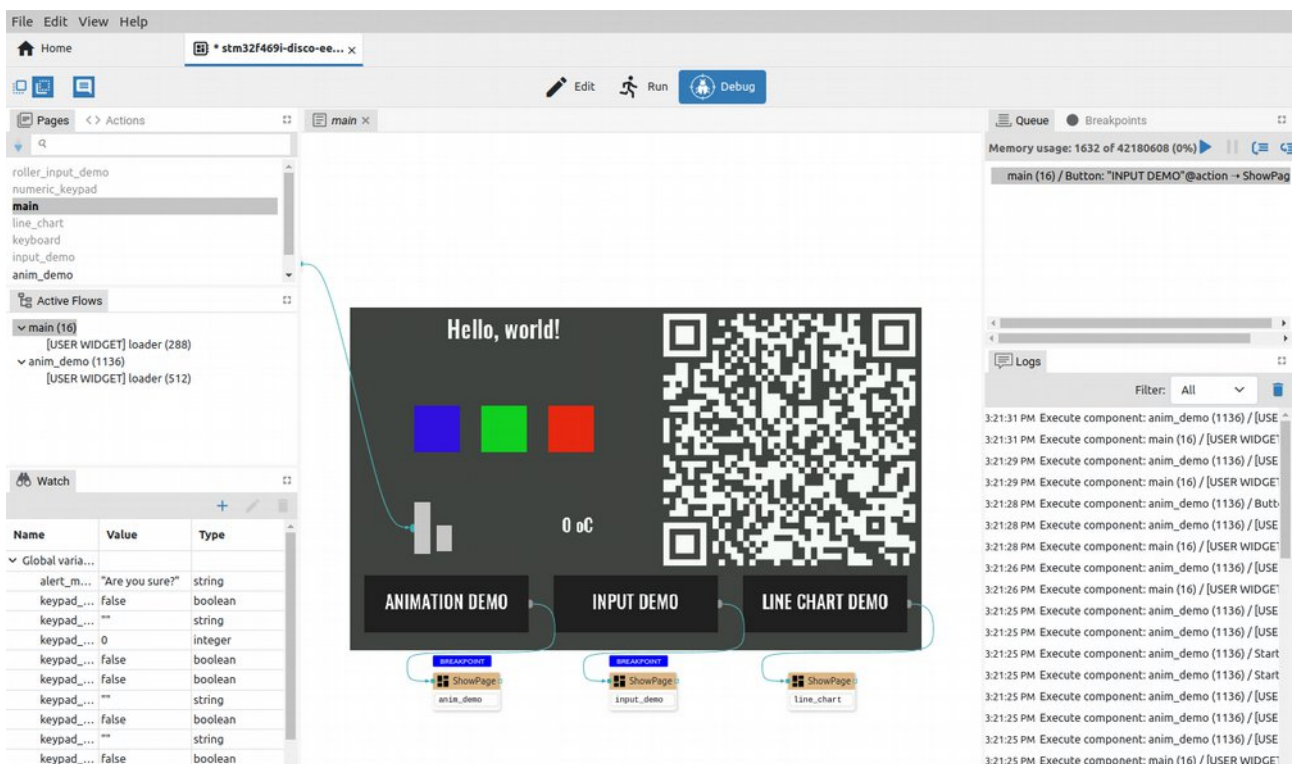 File Edit View Help
Home
* stm32f469i-disco-ee... x
Edit Run Debug
Pages <> Actions
roller_input_demo
numeric_keypad
main
line_chart
keyboard
input_demo
anim_demo
Active Flows
main (16)
[USER WIDGET] loader (288)
anim_demo (1136)
[USER WIDGET] loader (512)
Watch
Name Value Type
Global varia...
alert_m... "Are you sure?" string
keypad_... false boolean
keypad_... "" string
keypad_... 0 integer
keypad_... false boolean
keypad_... false boolean
keypad_... "" string
keypad_... false boolean
keypad_... "" string
keypad_... false boolean
main ×
Hello, world!
0 oC
ANIMATION DEMO INPUT DEMO LINE CHART DEMO
BREAKPOINT BREAKPOINT
ShowPage ShowPage ShowPage
anim_demo input_demo line_chart
Queue Breakpoints
Memory usage: 1632 of 42180608 (0%)
main (16) / Button: "INPUT DEMO"@action → ShowPag
Logs
Filter: All
3:21:31 PM Execute component: anim_demo (1136) / [USE
3:21:31 PM Execute component: main (16) / [USER WIDGET
3:21:29 PM Execute component: anim_demo (1136) / [USE
3:21:29 PM Execute component: main (16) / [USER WIDGET
3:21:28 PM Execute component: anim_demo (1136) / Butt
3:21:28 PM Execute component: anim_demo (1136) / [USE
3:21:28 PM Execute component: main (16) / [USER WIDGET
3:21:26 PM Execute component: anim_demo (1136) / [USE
3:21:26 PM Execute component: main (16) / [USER WIDGET
3:21:25 PM Execute component: anim_demo (1136) / [USE
3:21:25 PM Execute component: anim_demo (1136) / [USE
3:21:25 PM Execute component: anim_demo (1136) / Start
3:21:25 PM Execute component: anim_demo (1136) / Start
3:21:25 PM Execute component: anim_demo (1136) / [USE
3:21:25 PM Execute component: anim_demo (1136) / [USE
3:21:25 PM Execute component: anim_demo (1136) / [USE
3:21:25 PM Execute component: main (16) / [USER WIDGET